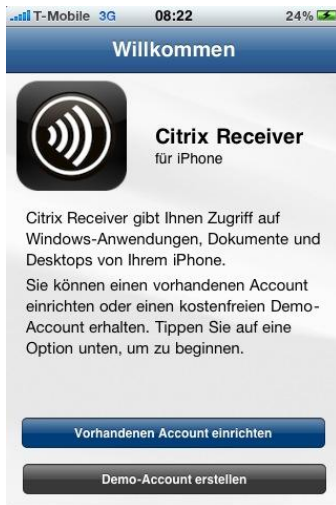 T-Mobile 3G 08:22 24%
Willkommen
Citrix Receiver
für iPhone
Citrix Receiver gibt Ihnen Zugriff auf
Windows-Anwendungen, Dokumente und
Desktops von Ihrem iPhone.
Sie können einen vorhandenen Account
einrichten oder einen kostenfreien Demo-
Account erhalten. Tippen Sie auf eine
Option unten, um zu beginnen.
Vorhandenen Account einrichten
Demo-Account erstellen